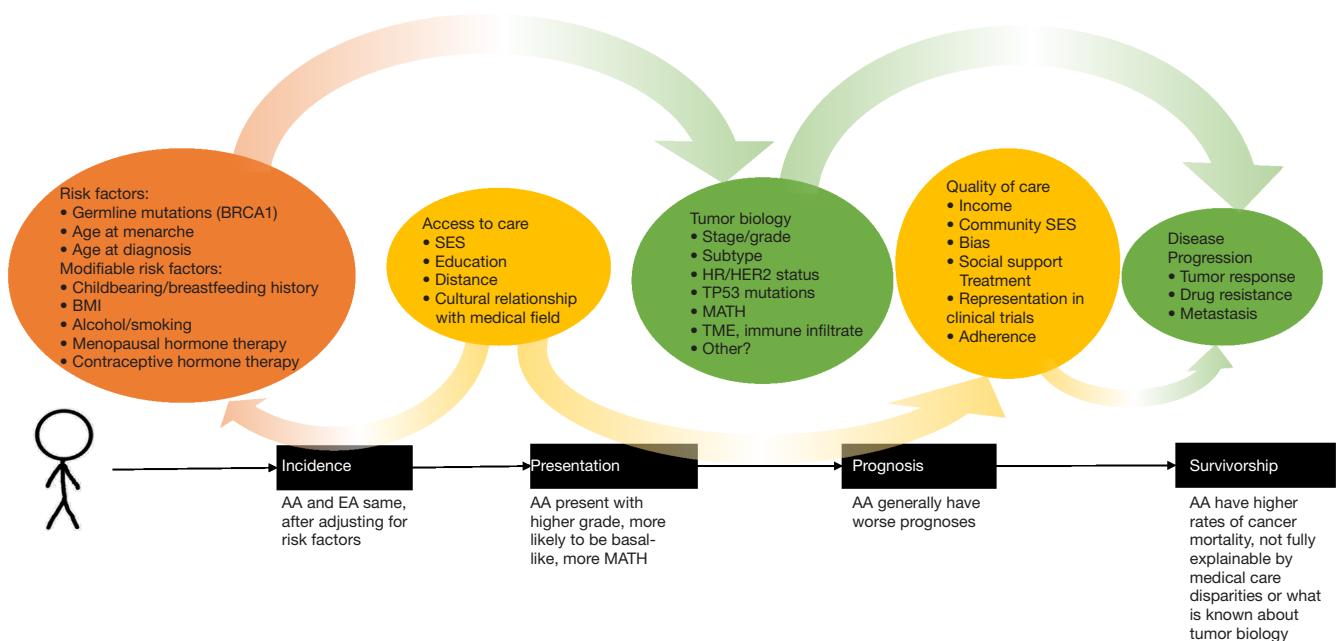 Risk factors:
• Germline mutations (BRCA1)
• Age at menarche
• Age at diagnosis
Modifiable risk factors:
• Childbearing/breastfeeding history
• BMI
• Alcohol/smoking
• Menopausal hormone therapy
• Contraceptive hormone therapy
Access to care
• SES
• Education
• Distance
• Cultural relationship
with medical field
Tumor biology
• Stage/grade
• Subtype
• HR/HER2 status
• TP53 mutations
• MATH
• TME, immune infiltrate
• Other?
Quality of care
• Income
• Community SES
• Bias
• Social support
Treatment
• Representation in
clinical trials
• Adherence
Disease
Progression
• Tumor response
• Drug resistance
• Metastasis
Incidence
AA and EA same,
after adjusting for
risk factors
Presentation
AA present with
higher grade, more
likely to be basal-
like, more MATH
Prognosis
AA generally have
worse prognoses
Survivorship
AA have higher
rates of cancer
mortality, not fully
explainable by
medical care
disparities or what
is known about
tumor biology